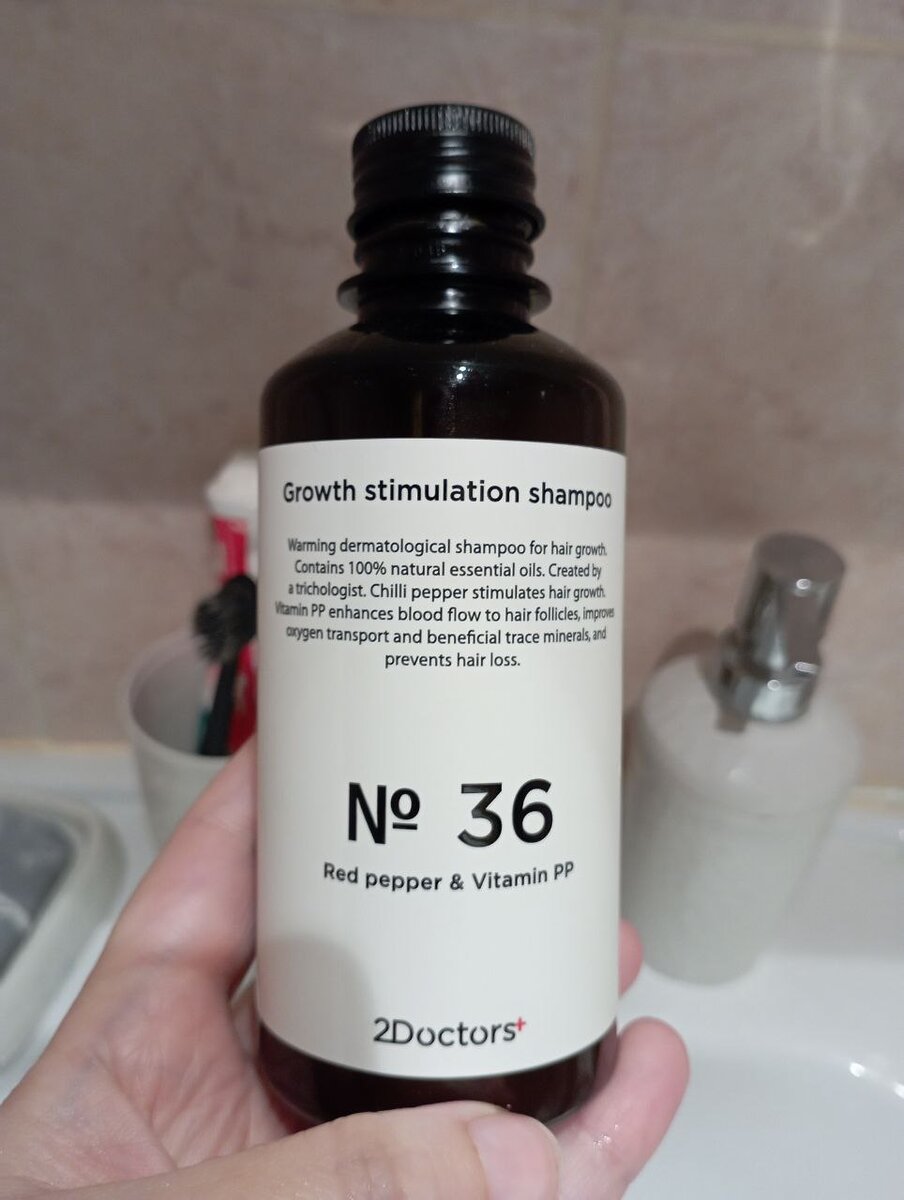 Growth stimulation shampoo
Warming dermatological shampoo for hair growth.
Contains 100% natural essential oils. Created by
a trichologist. Chilli pepper stimulates hair growth.
Vitamin PP enhances blood flow to hair follicles, improves
oxygen transport and beneficial trace minerals, and
prevents hair loss.
№ 36
Red pepper & Vitamin PP
2Doctors+